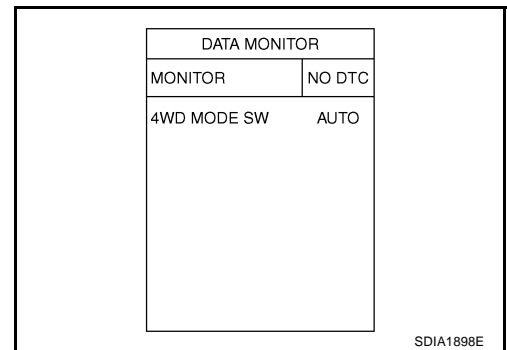 DATA MONITOR
MONITOR NO DTC
4WD MODE SW AUTO
SDIA1898E